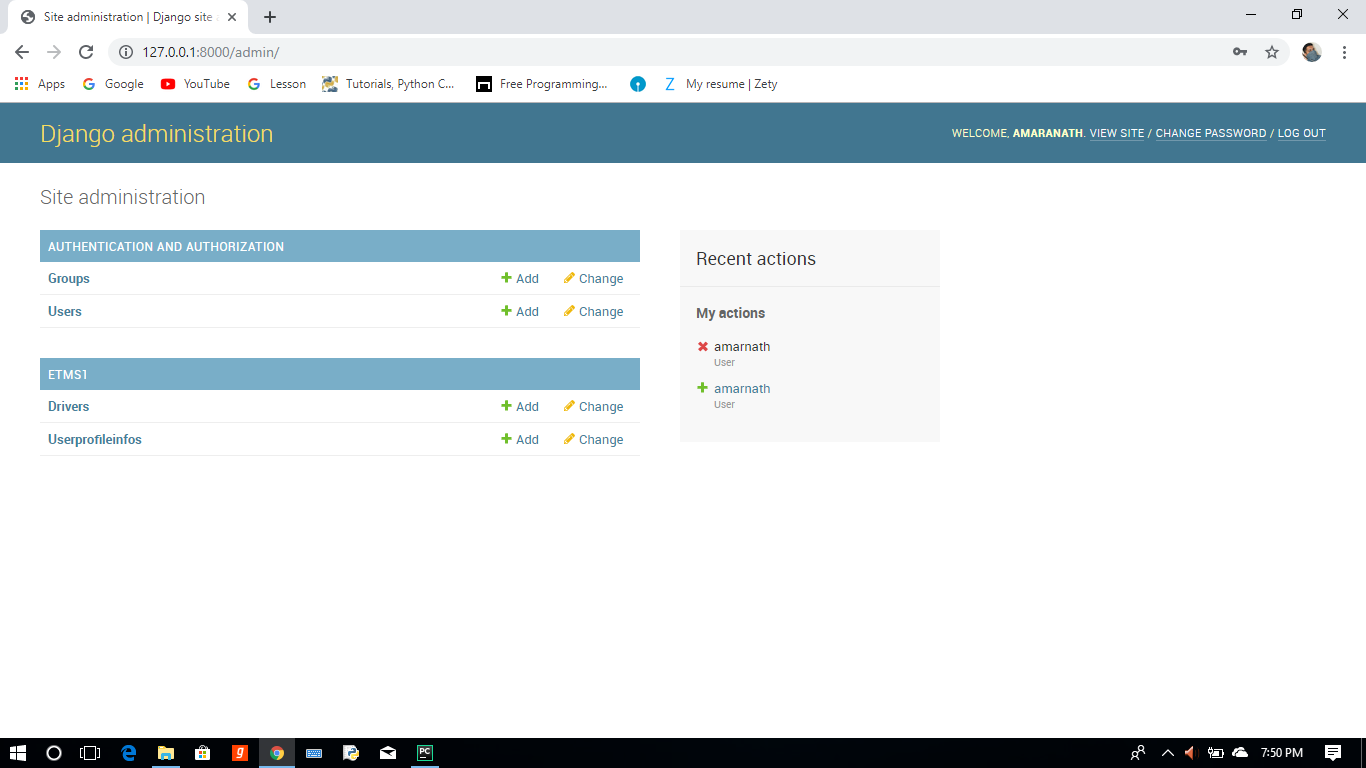 Site administration | Django site a
127.0.0.1:8000/admin/
Apps Google YouTube Lesson Tutorials, Python C... Free Programming... My resume | Zety
Django administration
WELCOME, AMARANATH. VIEW SITE / CHANGE PASSWORD / LOG OUT
Site administration
AUTHENTICATION AND AUTHORIZATION
Groups Add Change
Users Add Change
ETMS1
Drivers Add Change
Userprofileinfos Add Change
Recent actions
My actions
amarnath
User
amarnath
User
PC
7:50 PM